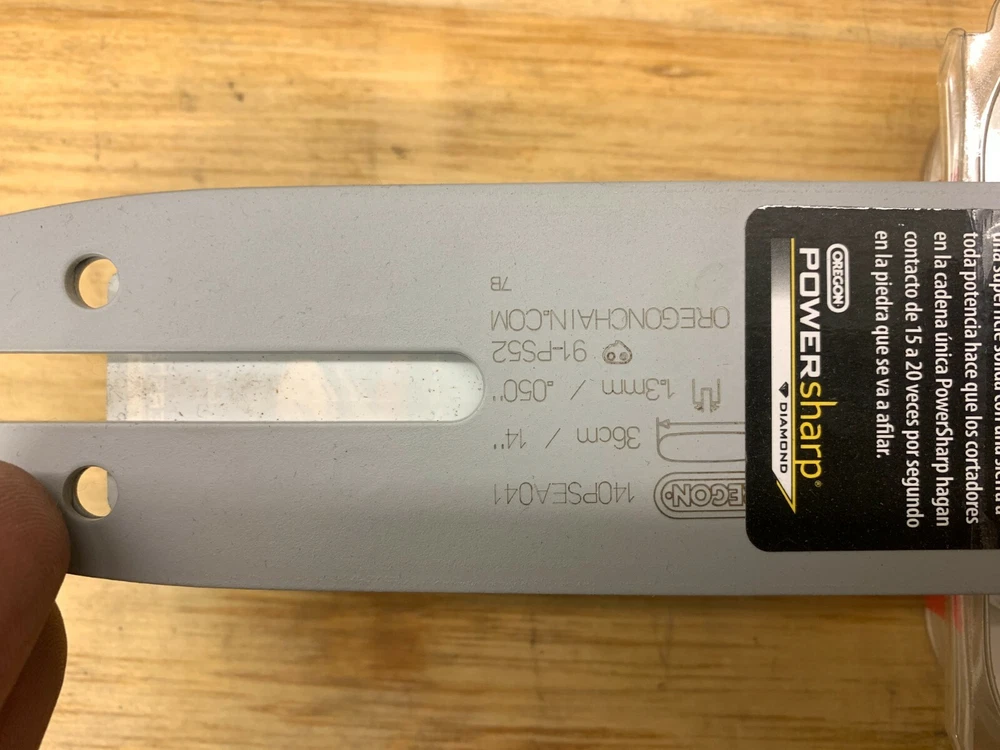 EGON 140PSEA041
36cm / 14"
1.3mm / .050"
91-PS52
OREGONCHAIN.COM
7B
toda potencia hace que los cortadores
en la cadena única PowerSharp hagan
contacto de 15 a 20 veces por segundo
en la piedra que se va a afilar.
OREGON
POWERsharp®
DIAMOND